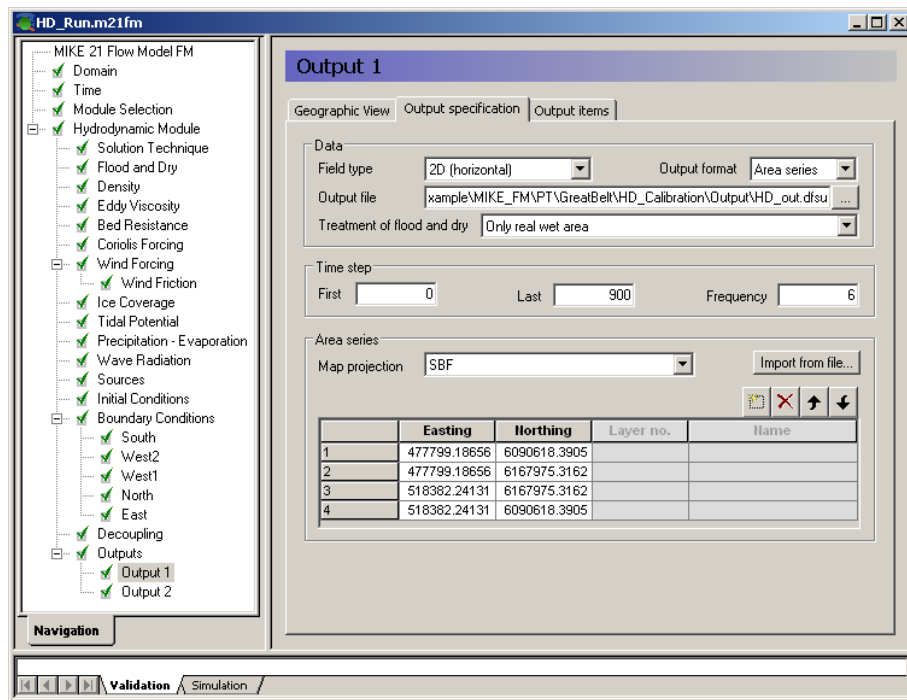 HD_Run.m21fm
MIKE 21 Flow Model FM
Domain
Time
Module Selection
Hydrodynamic Module
Solution Technique
Flood and Dry
Density
Eddy Viscosity
Bed Resistance
Coriolis Forcing
Wind Forcing
Wind Friction
Ice Coverage
Tidal Potential
Precipitation - Evaporation
Wave Radiation
Sources
Initial Conditions
Boundary Conditions
South
West2
West1
North
East
Decoupling
Outputs
Output 1
Output 2
Navigation
Output 1
Geographic View Output specification Output items
Data
Field type 2D (horizontal) Output format Area series
Output file xample\MIKE_FM\PT\GreatBelt\HD_Calibration\Output\HD_out.dfsu ...
Treatment of flood and dry Only real wet area
Time step
First 0 Last 900 Frequency 6
Area series
Map projection SBF Import from file...
Easting Northing Layer no. Name
1 477799.18656 6090618.3905
2 477799.18656 6167975.3162
3 518382.24131 6167975.3162
4 518382.24131 6090618.3905
Validation Simulation